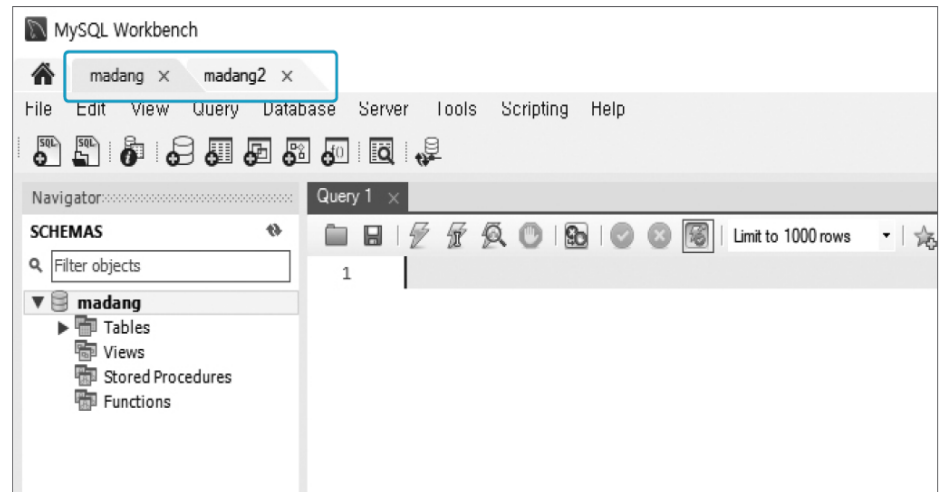 MySQL Workbench
madang × madang2 ×
File Edit View Query Database Server Tools Scripting Help
SQL SQL f()
Navigator Query 1 ×
SCHEMAS
Limit to 1000 rows
Filter objects
1
madang
Tables
Views
Stored Procedures
Functions